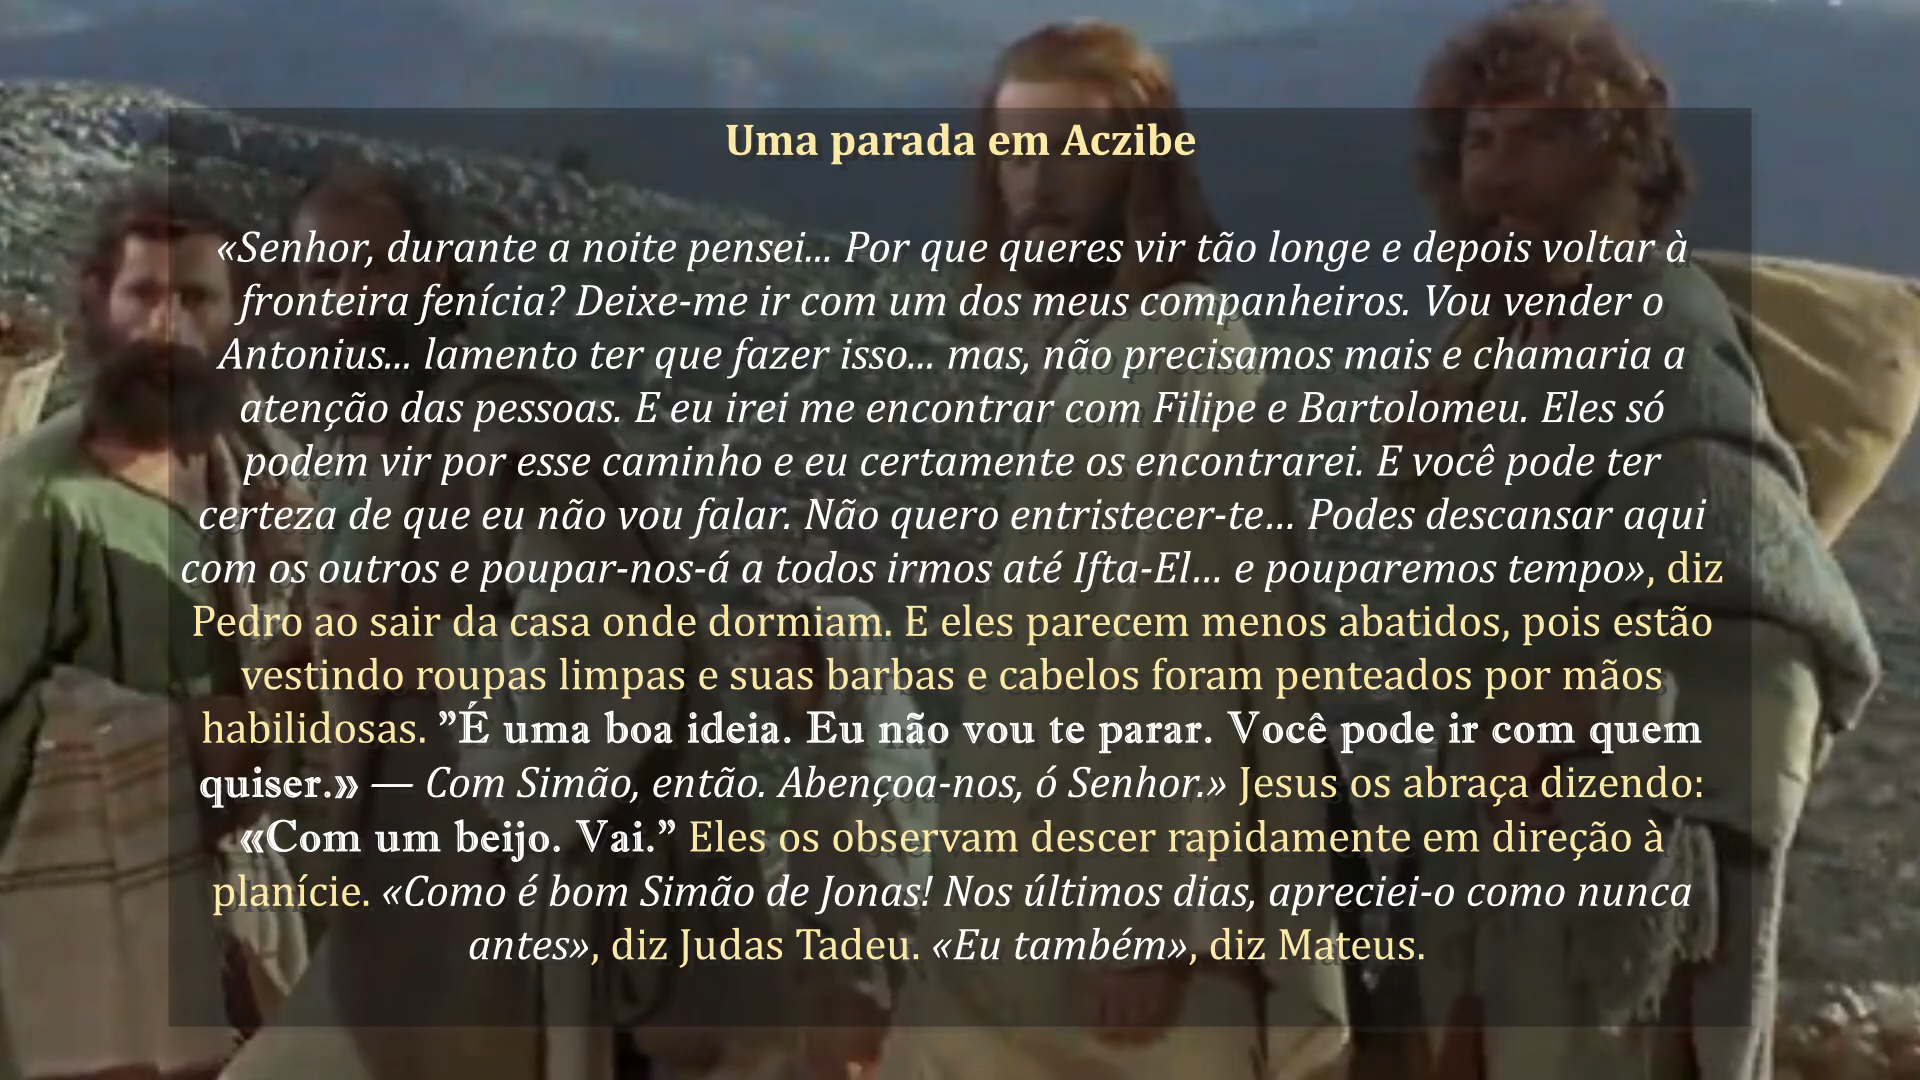 Uma parada em Aczibe
«Senhor, durante a noite pensei... Por que queres vir tão longe e depois voltar à
fronteira fenícia? Deixe-me ir com um dos meus companheiros. Vou vender o
Antonius... lamento ter que fazer isso... mas, não precisamos mais e chamaria a
atenção das pessoas. E eu irei me encontrar com Filipe e Bartolomeu. Eles só
podem vir por esse caminho e eu certamente os encontrarei. E você pode ter
certeza de que eu não vou falar. Não quero entristecer-te… Podes descansar aqui
com os outros e poupar-nos-á a todos irmos até Ifta-El… e pouparemos tempo», diz
Pedro ao sair da casa onde dormiam. E eles parecem menos abatidos, pois estão
vestindo roupas limpas e suas barbas e cabelos foram penteados por mãos
habilidosas. ”É uma boa ideia. Eu não vou te parar. Você pode ir com quem
quiser.» — Com Simão, então. Abençoa-nos, ó Senhor.» Jesus os abraça dizendo:
«Com um beijo. Vai.” Eles os observam descer rapidamente em direção à
planície. «Como é bom Simão de Jonas! Nos últimos dias, apreciei-o como nunca
antes», diz Judas Tadeu. «Eu também», diz Mateus.